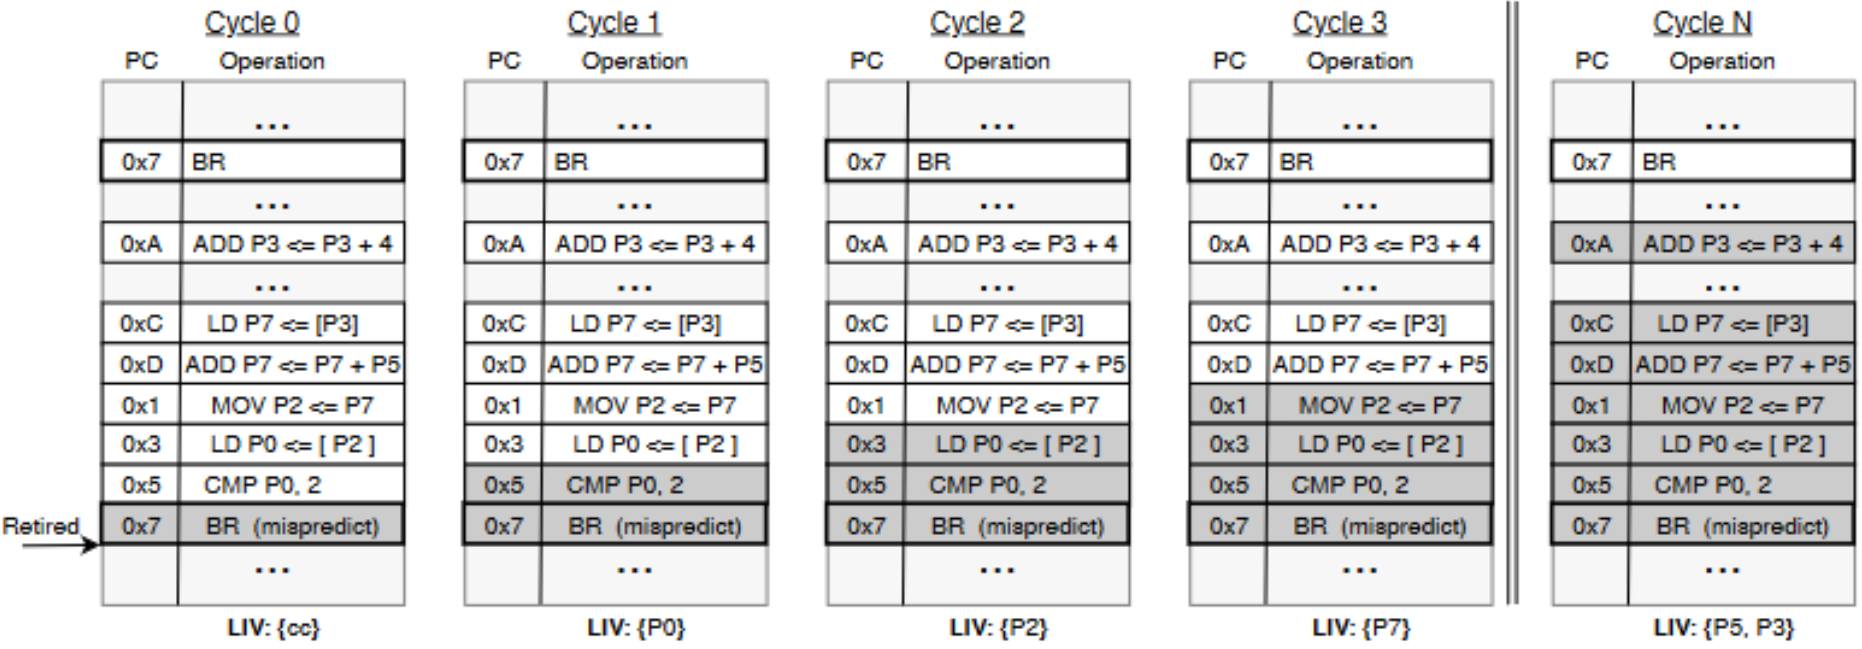 Cycle 0 Cycle 1 Cycle 2 Cycle 3 Cycle N
PC Operation PC Operation PC Operation PC Operation PC Operation
... ... ... ... ...
0x7 BR 0x7 BR 0x7 BR 0x7 BR 0x7 BR
... ... ... ... ...
0xA ADD P3 <= P3 + 4 0xA ADD P3 <= P3 + 4 0xA ADD P3 <= P3 + 4 0xA ADD P3 <= P3 + 4 0xA ADD P3 <= P3 + 4
... ... ... ... ...
0xC LD P7 <= [P3] 0xC LD P7 <= [P3] 0xC LD P7 <= [P3] 0xC LD P7 <= [P3] 0xC LD P7 <= [P3]
0xD ADD P7 <= P7 + P5 0xD ADD P7 <= P7 + P5 0xD ADD P7 <= P7 + P5 0xD ADD P7 <= P7 + P5 0xD ADD P7 <= P7 + P5
0x1 MOV P2 <= P7 0x1 MOV P2 <= P7 0x1 MOV P2 <= P7 0x1 MOV P2 <= P7 0x1 MOV P2 <= P7
0x3 LD P0 <= [ P2 ] 0x3 LD P0 <= [ P2 ] 0x3 LD P0 <= [ P2 ] 0x3 LD P0 <= [ P2 ] 0x3 LD P0 <= [ P2 ]
0x5 CMP P0, 2 0x5 CMP P0, 2 0x5 CMP P0, 2 0x5 CMP P0, 2 0x5 CMP P0, 2
Retired 0x7 BR (mispredict) 0x7 BR (mispredict) 0x7 BR (mispredict) 0x7 BR (mispredict) 0x7 BR (mispredict)
... ... ... ... ...
LIV: {cc} LIV: {P0} LIV: {P2} LIV: {P7} LIV: {P5, P3}